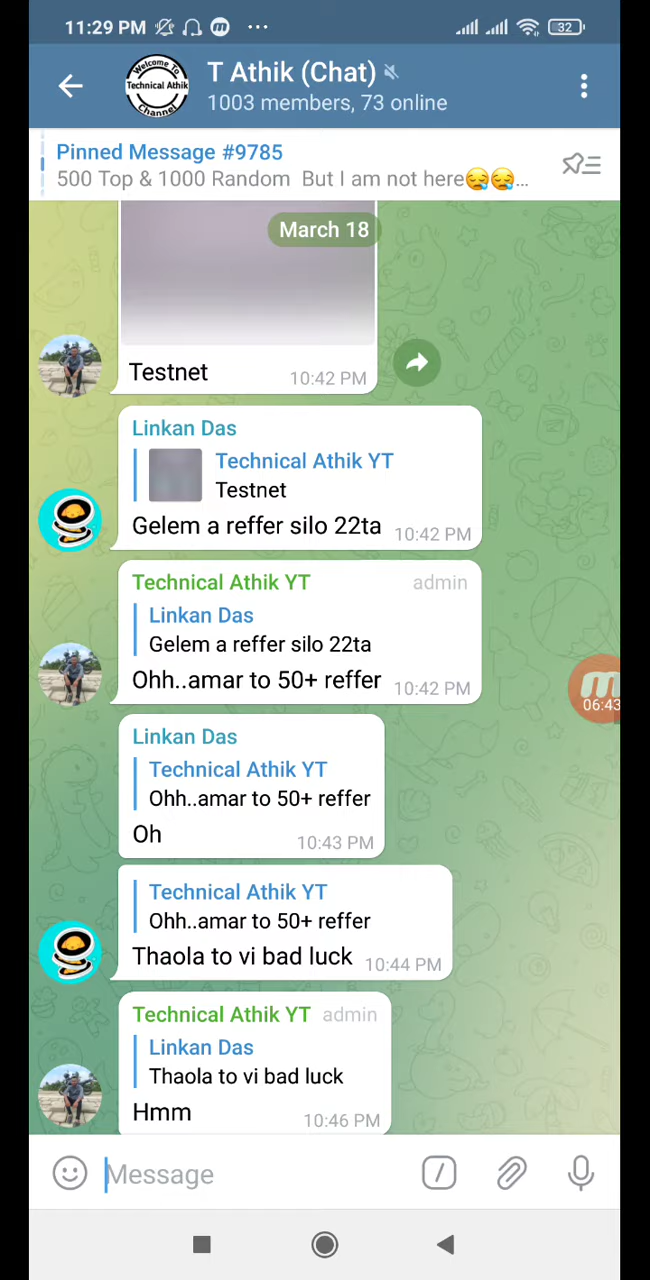 11:29 PM
32
T Athik (Chat)
1003 members, 73 online
Welcome To
Technical Athik
Channel
Pinned Message #9785
500 Top & 1000 Random But I am not here😪😪...
March 18
Testnet
10:42 PM
Linkan Das
Technical Athik YT
Testnet
Gelem a reffer silo 22ta 10:42 PM
Technical Athik YT admin
Linkan Das
Gelem a reffer silo 22ta
Ohh..amar to 50+ reffer 10:42 PM
06:43
Linkan Das
Technical Athik YT
Ohh..amar to 50+ reffer
Oh 10:43 PM
Technical Athik YT
Ohh..amar to 50+ reffer
Thaola to vi bad luck 10:44 PM
Technical Athik YT admin
Linkan Das
Thaola to vi bad luck
Hmm 10:46 PM
Message